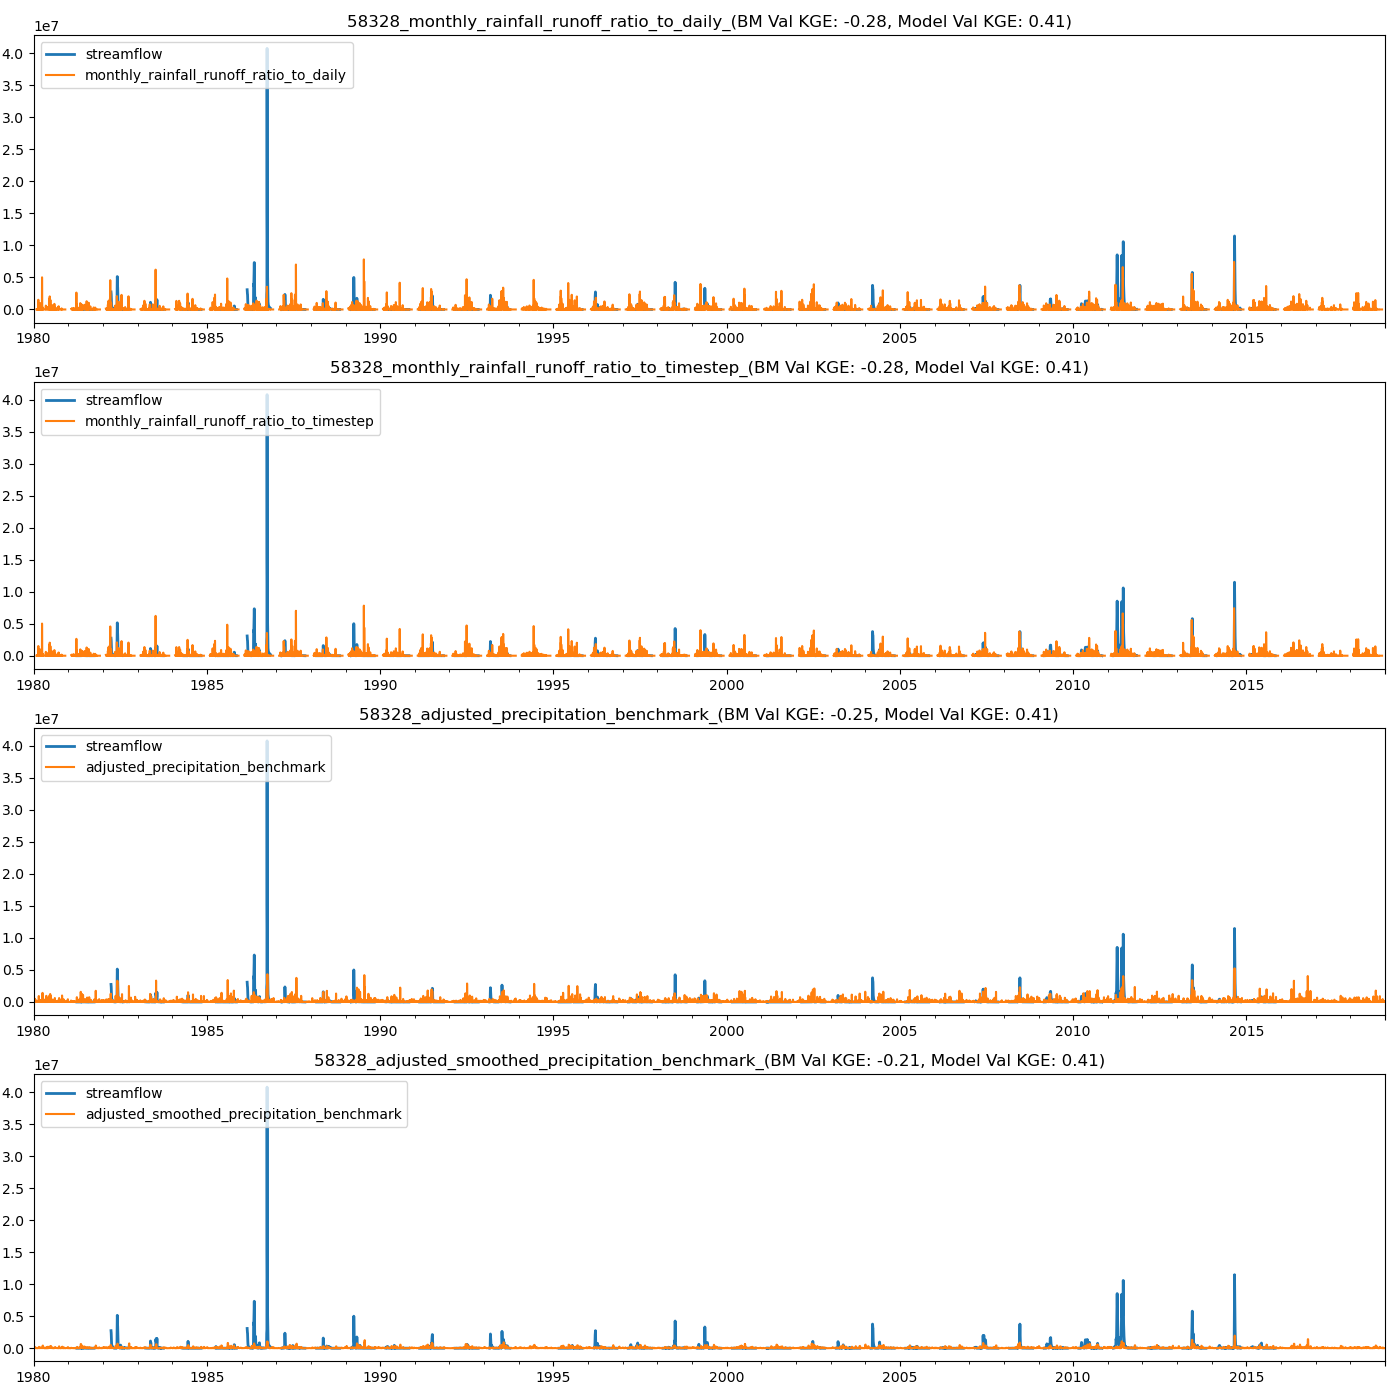 58328_monthly_rainfall_runoff_ratio_to_daily_(BM Val KGE: -0.28, Model Val KGE: 0.41)
1e7
streamflow
monthly_rainfall_runoff_ratio_to_daily
4.0
3.5
3.0
2.5
2.0
1.5
1.0
0.5
0.0
1980 1985 1990 1995 2000 2005 2010 2015
58328_monthly_rainfall_runoff_ratio_to_timestep_(BM Val KGE: -0.28, Model Val KGE: 0.41)
1e7
streamflow
monthly_rainfall_runoff_ratio_to_timestep
4.0
3.5
3.0
2.5
2.0
1.5
1.0
0.5
0.0
1980 1985 1990 1995 2000 2005 2010 2015
58328_adjusted_precipitation_benchmark_(BM Val KGE: -0.25, Model Val KGE: 0.41)
1e7
streamflow
adjusted_precipitation_benchmark
4.0
3.5
3.0
2.5
2.0
1.5
1.0
0.5
0.0
1980 1985 1990 1995 2000 2005 2010 2015
58328_adjusted_smoothed_precipitation_benchmark_(BM Val KGE: -0.21, Model Val KGE: 0.41)
1e7
streamflow
adjusted_smoothed_precipitation_benchmark
4.0
3.5
3.0
2.5
2.0
1.5
1.0
0.5
0.0
1980 1985 1990 1995 2000 2005 2010 2015